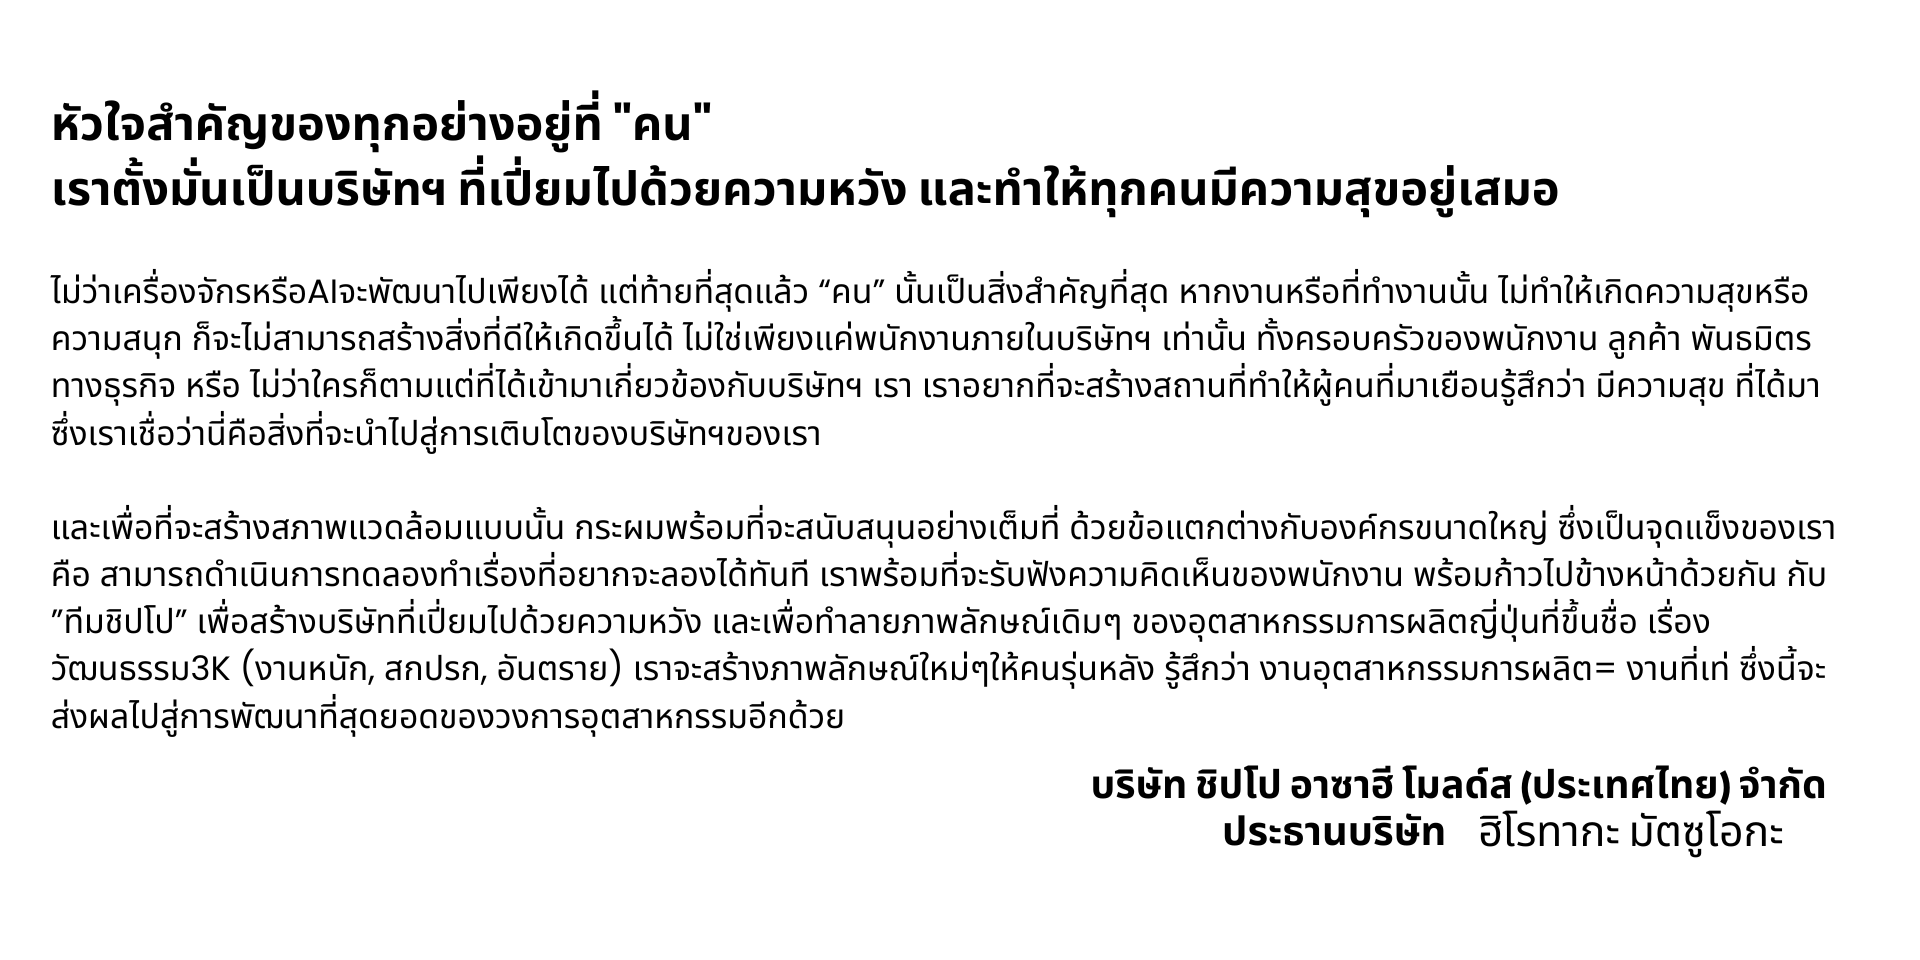 หัวใจสำคัญของทุกอย่างอยู่ที่ "คน"
เราตั้งมั่นเป็นบริษัทฯ ที่เปี่ยมไปด้วยความหวัง และทำให้ทุกคนมีความสุขอยู่เสมอ
ไม่ว่าเครื่องจักรหรือAIจะพัฒนาไปเพียงได้ แต่ท้ายที่สุดแล้ว “คน” นั้นเป็นสิ่งสำคัญที่สุด หากงานหรือที่ทำงานนั้น ไม่ทำให้เกิดความสุขหรือ
ความสนุก ก็จะไม่สามารถสร้างสิ่งที่ดีให้เกิดขึ้นได้ ไม่ใช่เพียงแค่พนักงานภายในบริษัทฯ เท่านั้น ทั้งครอบครัวของพนักงาน ลูกค้า พันธมิตร
ทางธุรกิจ หรือ ไม่ว่าใครก็ตามแต่ที่ได้เข้ามาเกี่ยวข้องกับบริษัทฯ เรา เราอยากที่จะสร้างสถานที่ทำให้ผู้คนที่มาเยือนรู้สึกว่า มีความสุข ที่ได้มา
ซึ่งเราเชื่อว่านี่คือสิ่งที่จะนำไปสู่การเติบโตของบริษัทฯของเรา
และเพื่อที่จะสร้างสภาพแวดล้อมแบบนั้น กระผมพร้อมที่จะสนับสนุนอย่างเต็มที่ ด้วยข้อแตกต่างกับองค์กรขนาดใหญ่ ซึ่งเป็นจุดแข็งของเรา
คือ สามารถดำเนินการทดลองทำเรื่องที่อยากจะลองได้ทันที เราพร้อมที่จะรับฟังความคิดเห็นของพนักงาน พร้อมก้าวไปข้างหน้าด้วยกัน กับ
”ทีมชิปโป” เพื่อสร้างบริษัทที่เปี่ยมไปด้วยความหวัง และเพื่อทำลายภาพลักษณ์เดิมๆ ของอุตสาหกรรมการผลิตญี่ปุ่นที่ขึ้นชื่อ เรื่อง
วัฒนธรรม3K (งานหนัก, สกปรก, อันตราย) เราจะสร้างภาพลักษณ์ใหม่ๆให้คนรุ่นหลัง รู้สึกว่า งานอุตสาหกรรมการผลิต= งานที่เท่ ซึ่งนี้จะ
ส่งผลไปสู่การพัฒนาที่สุดยอดของวงการอุตสาหกรรมอีกด้วย
บริษัท ชิปโป อาซาฮี โมลด์ส (ประเทศไทย) จำกัด
ประธานบริษัท ฮิโรทากะ มัตซูโอกะ